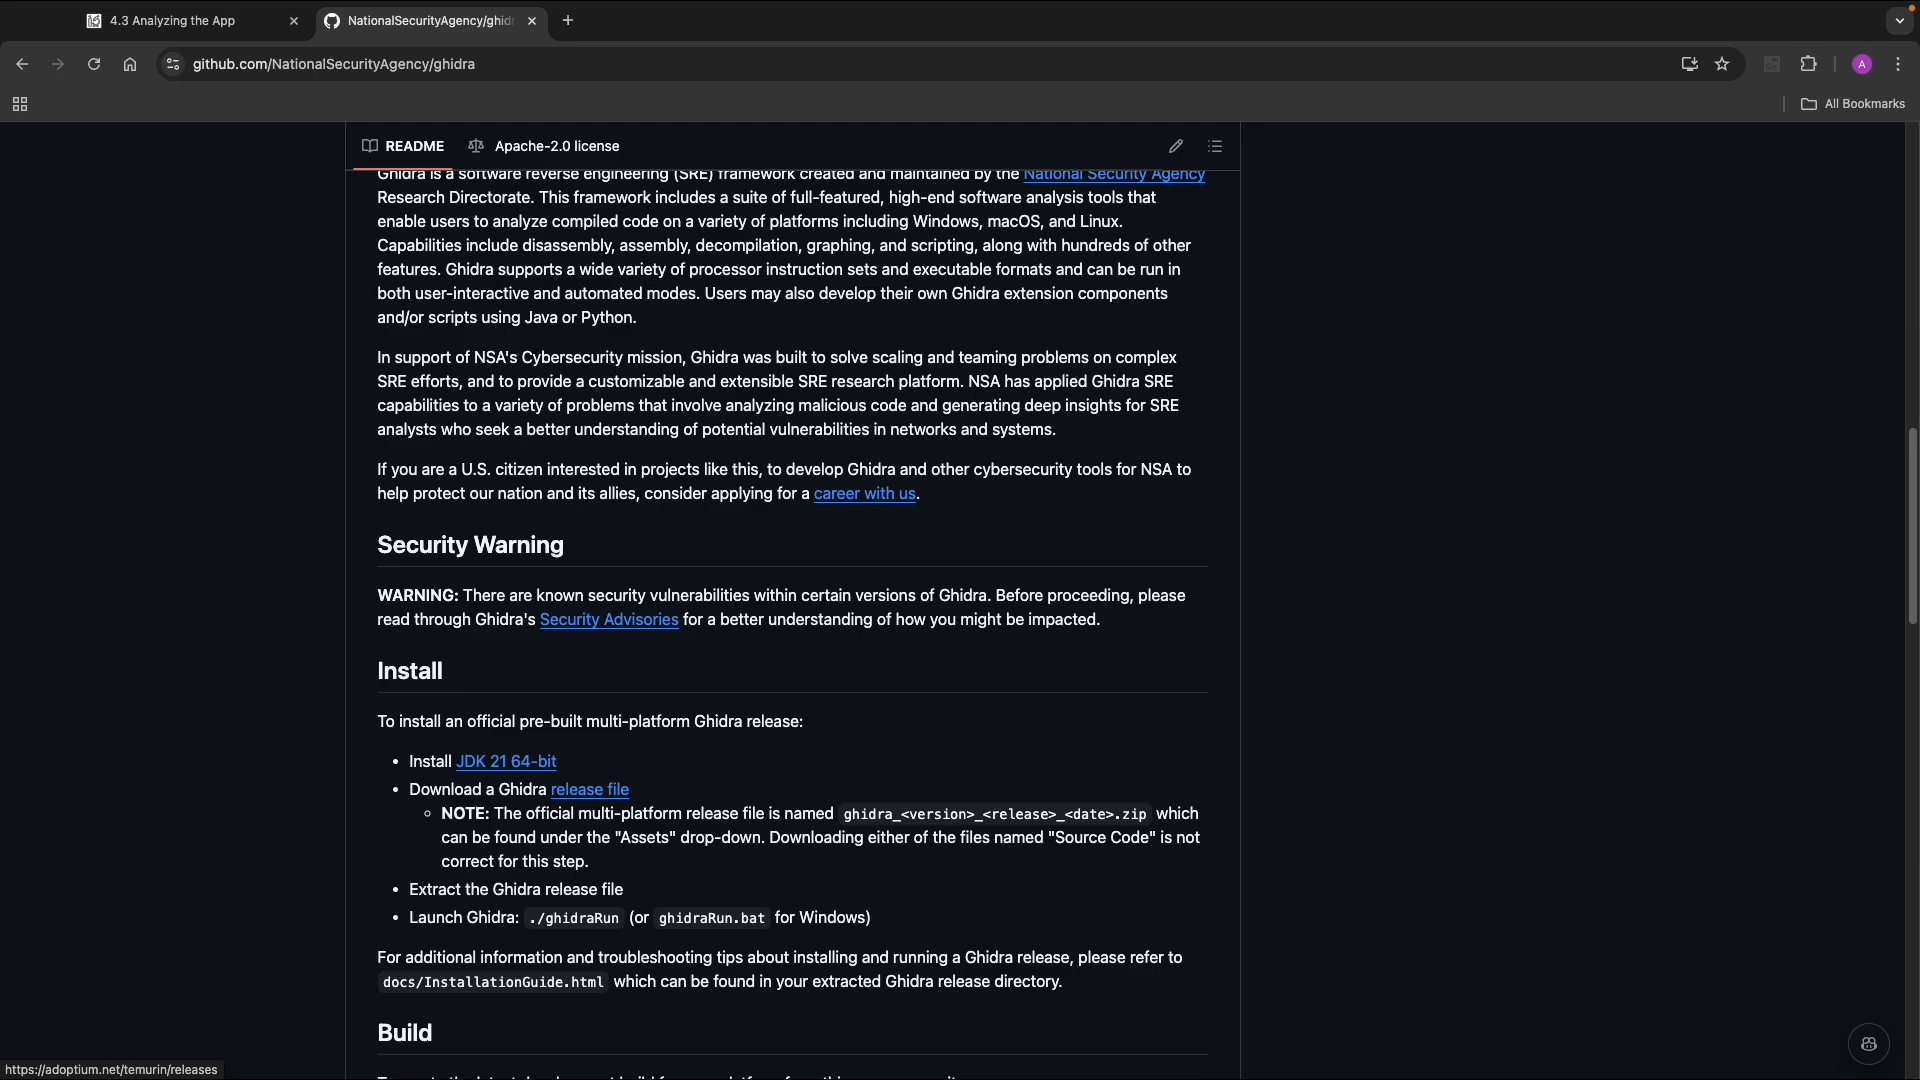 4.3 Analyzing the App
NationalSecurityAgency/ghidr
github.com/NationalSecurityAgency/ghidra
A
All Bookmarks
README
Apache-2.0 license
Ghidra is a software reverse engineering (SRE) framework created and maintained by the National Security Agency
Research Directorate. This framework includes a suite of full-featured, high-end software analysis tools that
enable users to analyze compiled code on a variety of platforms including Windows, macOS, and Linux.
Capabilities include disassembly, assembly, decompilation, graphing, and scripting, along with hundreds of other
features. Ghidra supports a wide variety of processor instruction sets and executable formats and can be run in
both user-interactive and automated modes. Users may also develop their own Ghidra extension components
and/or scripts using Java or Python.
In support of NSA's Cybersecurity mission, Ghidra was built to solve scaling and teaming problems on complex
SRE efforts, and to provide a customizable and extensible SRE research platform. NSA has applied Ghidra SRE
capabilities to a variety of problems that involve analyzing malicious code and generating deep insights for SRE
analysts who seek a better understanding of potential vulnerabilities in networks and systems.
If you are a U.S. citizen interested in projects like this, to develop Ghidra and other cybersecurity tools for NSA to
help protect our nation and its allies, consider applying for a career with us.
Security Warning
WARNING: There are known security vulnerabilities within certain versions of Ghidra. Before proceeding, please
read through Ghidra's Security Advisories for a better understanding of how you might be impacted.
Install
To install an official pre-built multi-platform Ghidra release:
• Install JDK 21 64-bit
• Download a Ghidra release file
◦ NOTE: The official multi-platform release file is named ghidra_<version>_<release>_<date>.zip which
can be found under the "Assets" drop-down. Downloading either of the files named "Source Code" is not
correct for this step.
• Extract the Ghidra release file
• Launch Ghidra: ./ghidraRun (or ghidraRun.bat for Windows)
For additional information and troubleshooting tips about installing and running a Ghidra release, please refer to
docs/InstallationGuide.html which can be found in your extracted Ghidra release directory.
Build
https://adoptium.net/temurin/releases